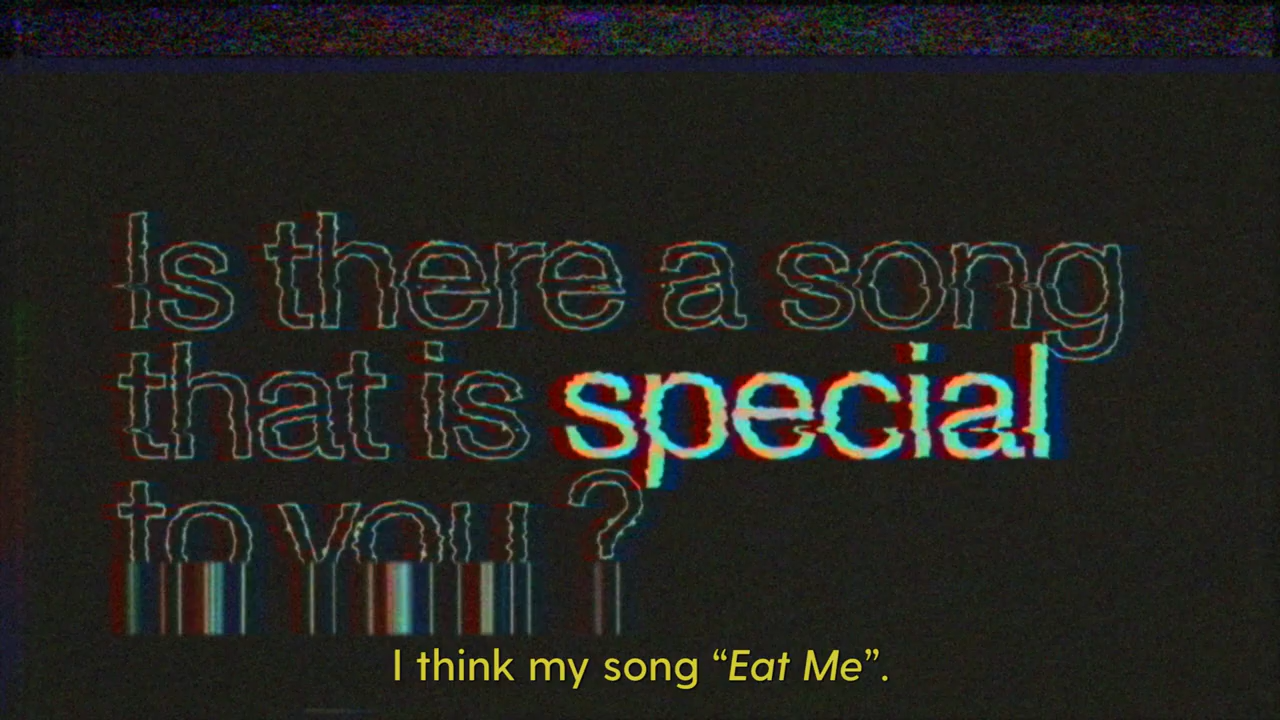 Is there a song
that is special
to you ?
I think my song “Eat Me”.